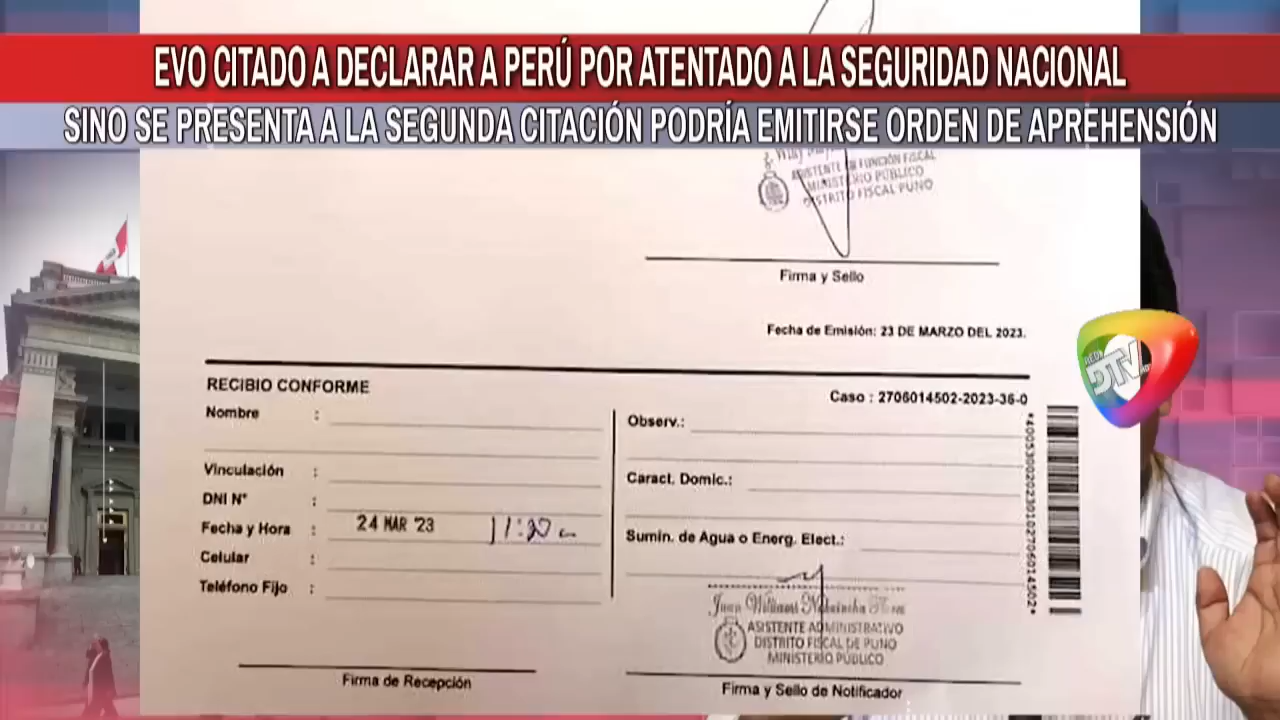 EVO CITADO A DECLARAR A PERÚ POR ATENTADO A LA SEGURIDAD NACIONAL
SINO SE PRESENTA A LA SEGUNDA CITACIÓN PODRÍA EMITIRSE ORDEN DE APREHENSIÓN
ASISTENTE EN FUNCIÓN FISCAL
MINISTERIO PÚBLICO
DISTRITO FISCAL PUNO
Firma y Sello
Fecha de Emisión: 23 DE MARZO DEL 2023.
RECIBIO CONFORME
Caso : 2706014502-2023-36-0
Nombre :
Observ.:
Vinculación :
Caract. Domic.:
DNI N° :
Fecha y Hora : 24 MAR '23
Sumin. de Agua o Energ. Elect.:
Celular :
Teléfono Fijo :
Juan Williams
ASISTENTE ADMINISTRATIVO
DISTRITO FISCAL DE PUNO
MINISTERIO PÚBLICO
Firma de Recepción
Firma y Sello de Notificador
RED
DTV